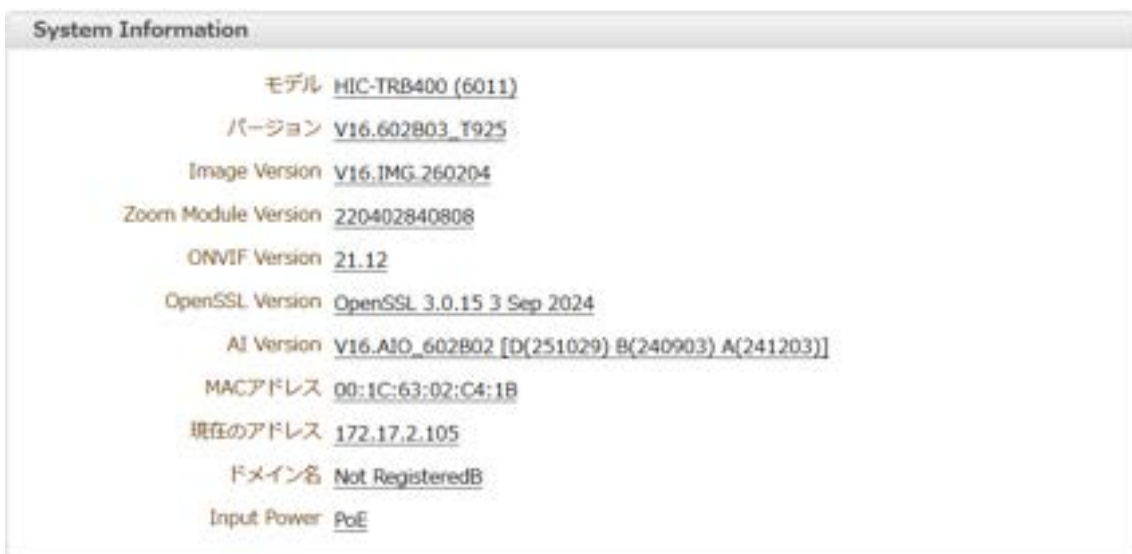 System Information
モデル HIC-TRB400 (6011)
バージョン V16.602B03_T925
Image Version V16.IMG.260204
Zoom Module Version 220402840808
ONVIF Version 21.12
OpenSSL Version OpenSSL 3.0.15 3 Sep 2024
AI Version V16.AIO_602B02 [D(251029) B(240903) A(241203)]
MACアドレス 00:1C:63:02:C4:1B
現在のアドレス 172.17.2.105
ドメイン名 Not RegisteredB
Input Power PoE